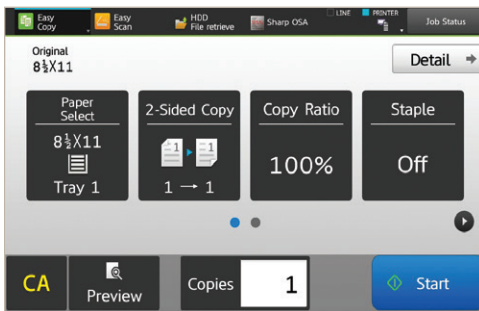 Easy
Copy
Easy
Scan
HDD
File retrieve
Sharp OSA
LINE
PRINTER
Job Status
Original
8½X11
Detail
Paper
Select
8½X11
Tray 1
2-Sided Copy
1 1
1 → 1
Copy Ratio
100%
Staple
Off
CA
Preview
Copies
1
Start